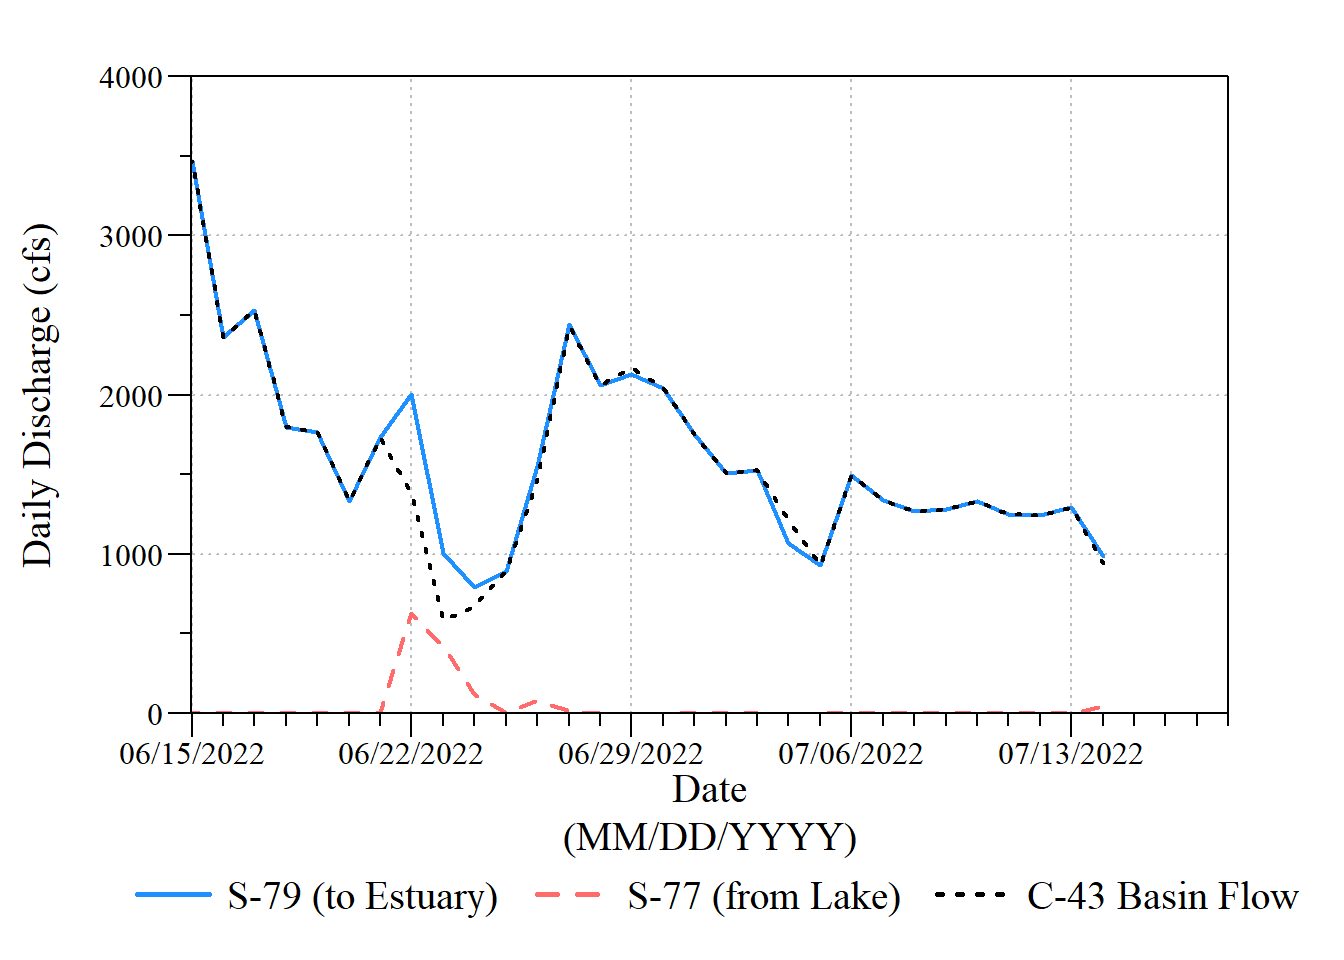 Daily Discharge (cfs)
4000
3000
2000
1000
0
06/15/2022 06/22/2022 06/29/2022 07/06/2022 07/13/2022
Date
(MM/DD/YYYY)
S-79 (to Estuary) S-77 (from Lake) C-43 Basin Flow